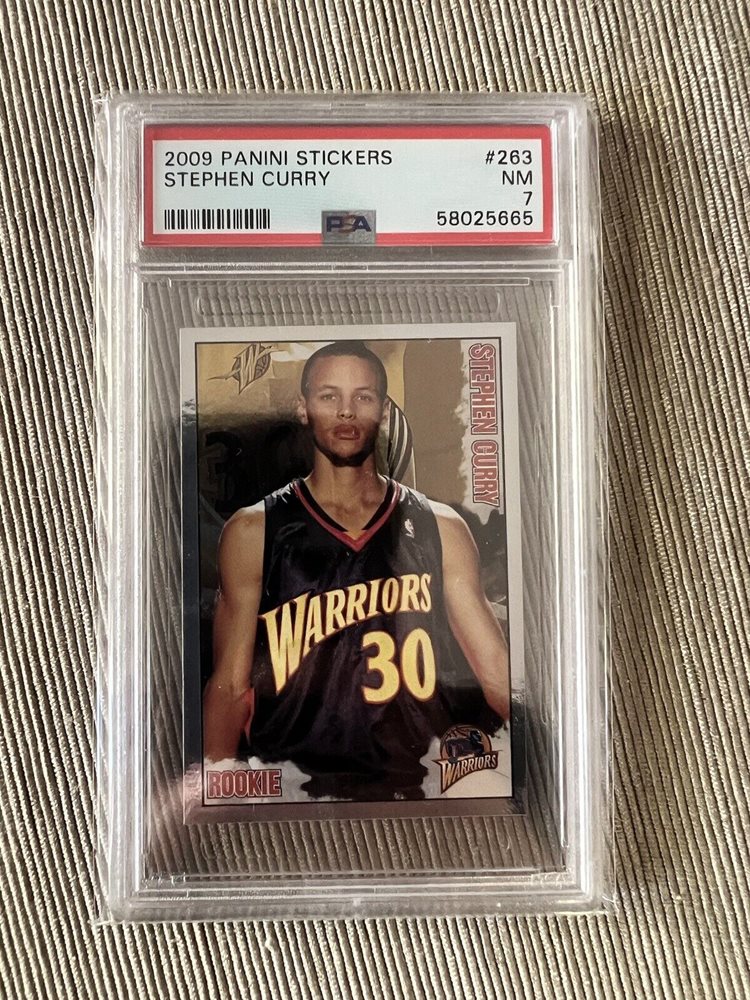 2009 PANINI STICKERS #263
STEPHEN CURRY NM
7
PSA 58025665
STEPHEN CURRY
WARRIORS
30
ROOKIE
WARRIORS